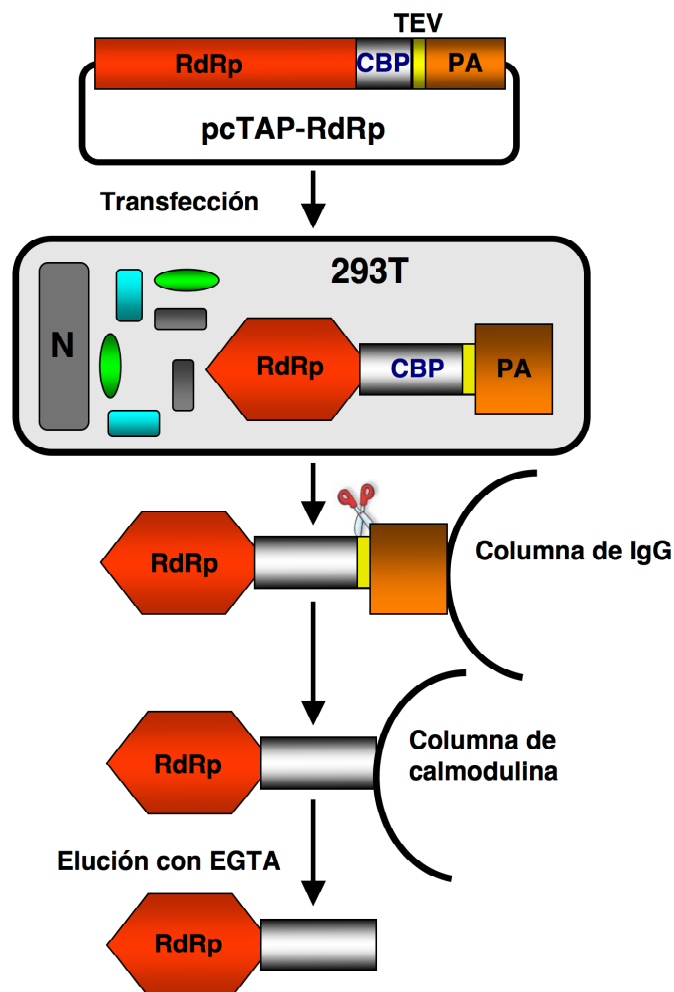 TEV
RdRp CBP PA
pcTAP-RdRp
Transfección
293T
N
RdRp CBP PA
RdRp
Columna de IgG
RdRp
Columna de
calmodulina
Elución con EGTA
RdRp